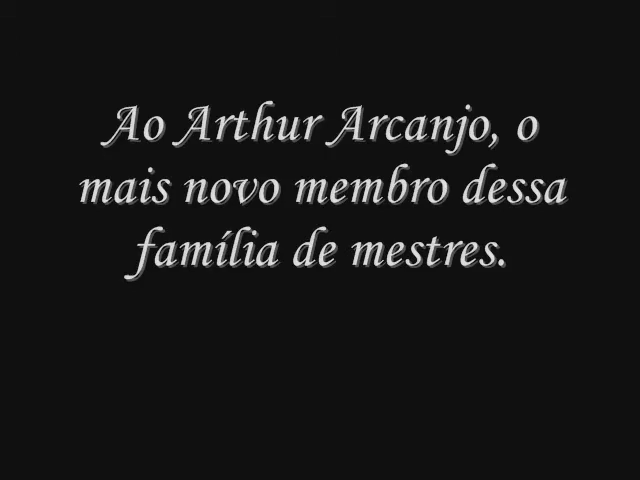 Ao Arthur Arcanjo, o
mais novo membro dessa
família de mestres.